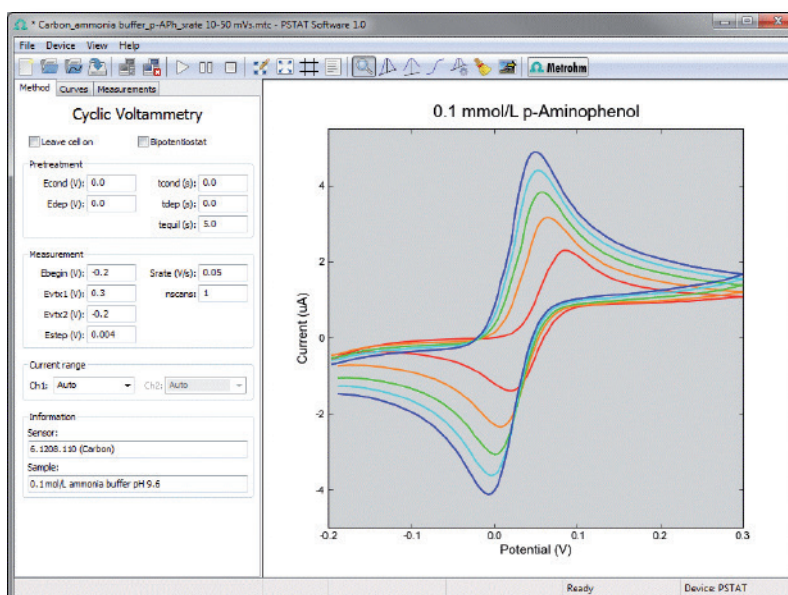 * Carbon_ammonia buffer_p-APh_srate 10-50 mVs.mtc - PSTAT Software 1.0
File Device View Help
Metrohm
Method Curves Measurements
Cyclic Voltammetry
Leave cell on Bipotentiostat
Pretreatment
Econd (V): 0.0 tcond (s): 0.0
Edep (V): 0.0 tdep (s): 0.0
tequil (s): 5.0
Measurement
Ebegin (V): -0.2 Srate (V/s): 0.05
Evtx1 (V): 0.3 nscans: 1
Evtx2 (V): -0.2
Estep (V): 0.004
Current range
Ch1: Auto Ch2: Auto
Information
Sensor:
6.1208.110 (Carbon)
Sample:
0.1mol/L ammonia buffer pH 9.6
0.1 mmol/L p-Aminophenol
Current (uA)
4
2
0
-2
-4
-0.2 -0.1 0.0 0.1 0.2 0.3
Potential (V)
Ready Device: PSTAT